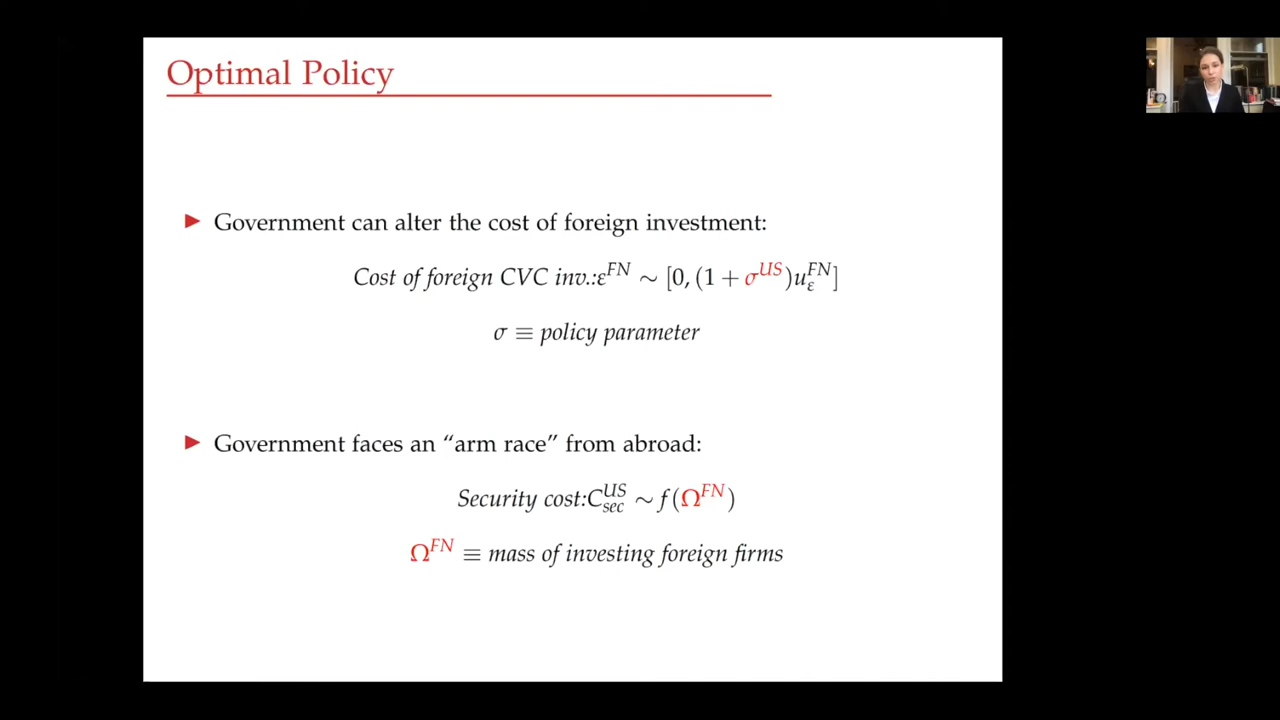 Optimal Policy
▶ Government can alter the cost of foreign investment:
Cost of foreign CVC inv.:ε^{FN} ∼ [0, (1 + σ^{US})u_ε^{FN}]
σ ≡ policy parameter
▶ Government faces an “arm race” from abroad:
Security cost:C_{sec}^{US} ∼ f(Ω^{FN})
Ω^{FN} ≡ mass of investing foreign firms